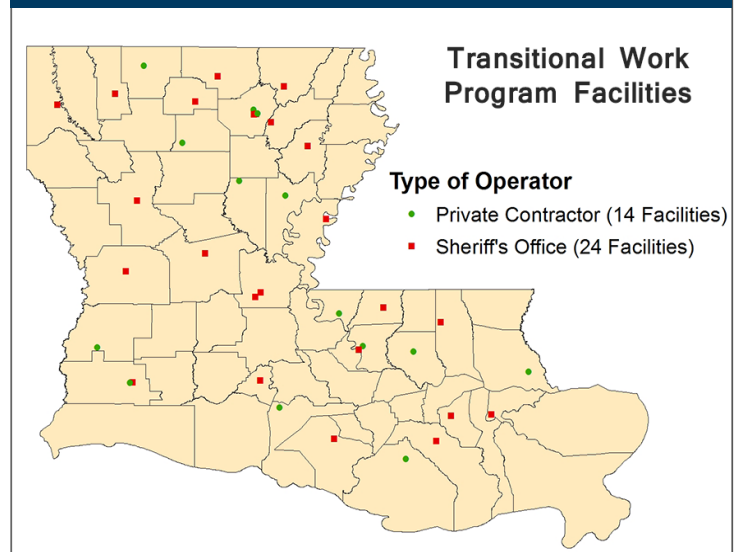 Transitional Work
Program Facilities
Type of Operator
Private Contractor (14 Facilities)
Sheriff's Office (24 Facilities)